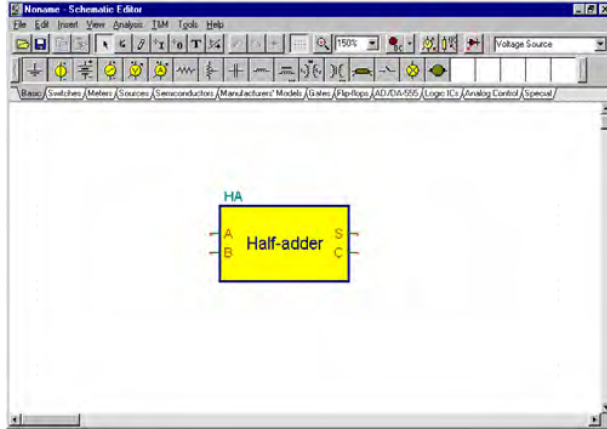 Noname - Schematic Editor
File Edit Insert View Analysis T&M Tools Help
150%
Voltage Source
Basic Switches Meters Sources Semiconductors Manufacturers' Models Gates Flip-flops AD/DA-555 Logic ICs Analog Control Special
HA
A S
Half-adder
B C